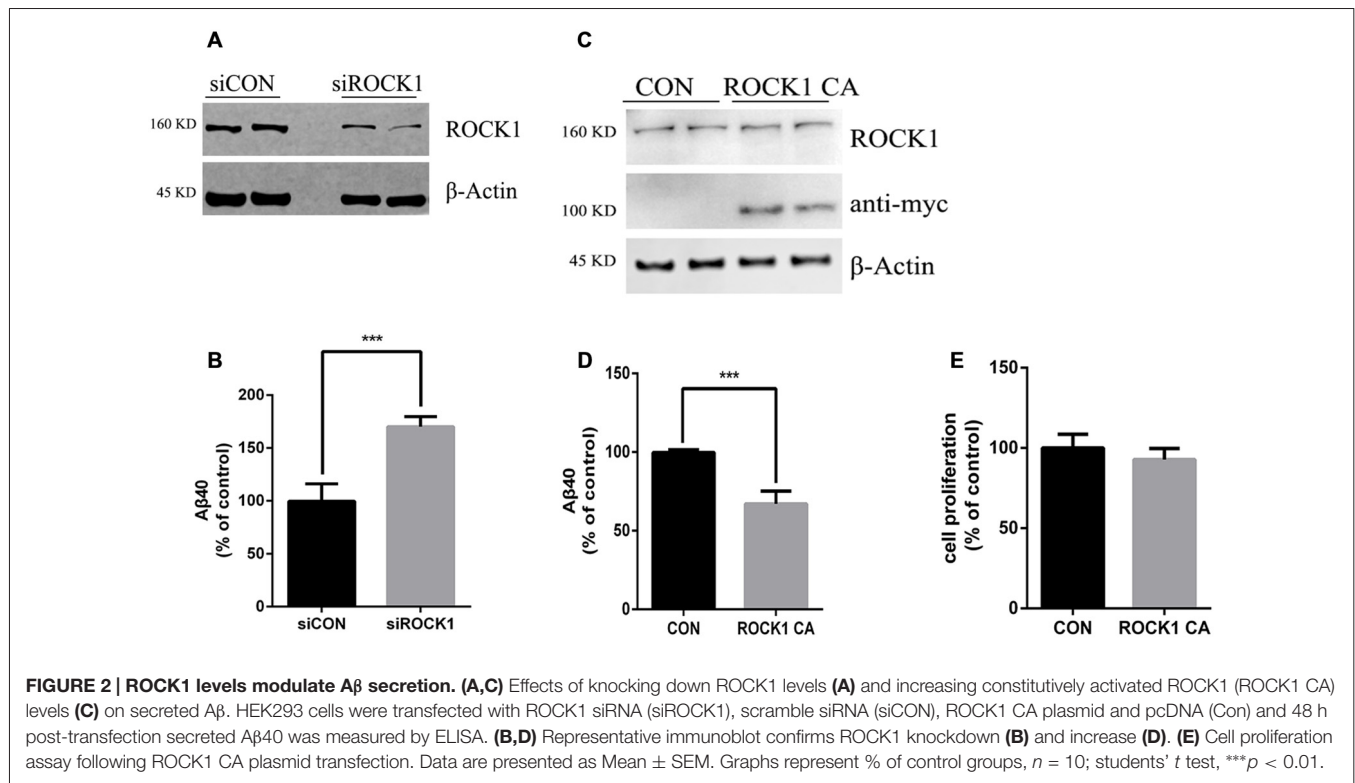 A
siCON siROCK1
160 KD
ROCK1
45 KD
β-Actin
C
CON ROCK1 CA
160 KD
ROCK1
100 KD
anti-myc
45 KD
β-Actin
B
***
Aβ40
(% of control)
200
150
100
50
0
siCON siROCK1
D
***
Aβ40
(% of control)
150
100
50
0
CON ROCK1 CA
E
cell proliferation
(% of control)
150
100
50
0
CON ROCK1 CA
FIGURE 2 | ROCK1 levels modulate Aβ secretion. (A,C) Effects of knocking down ROCK1 levels (A) and increasing constitutively activated ROCK1 (ROCK1 CA)
levels (C) on secreted Aβ. HEK293 cells were transfected with ROCK1 siRNA (siROCK1), scramble siRNA (siCON), ROCK1 CA plasmid and pcDNA (Con) and 48 h
post-transfection secreted Aβ40 was measured by ELISA. (B,D) Representative immunoblot confirms ROCK1 knockdown (B) and increase (D). (E) Cell proliferation
assay following ROCK1 CA plasmid transfection. Data are presented as Mean ± SEM. Graphs represent % of control groups, n = 10; students' t test, ***p < 0.01.